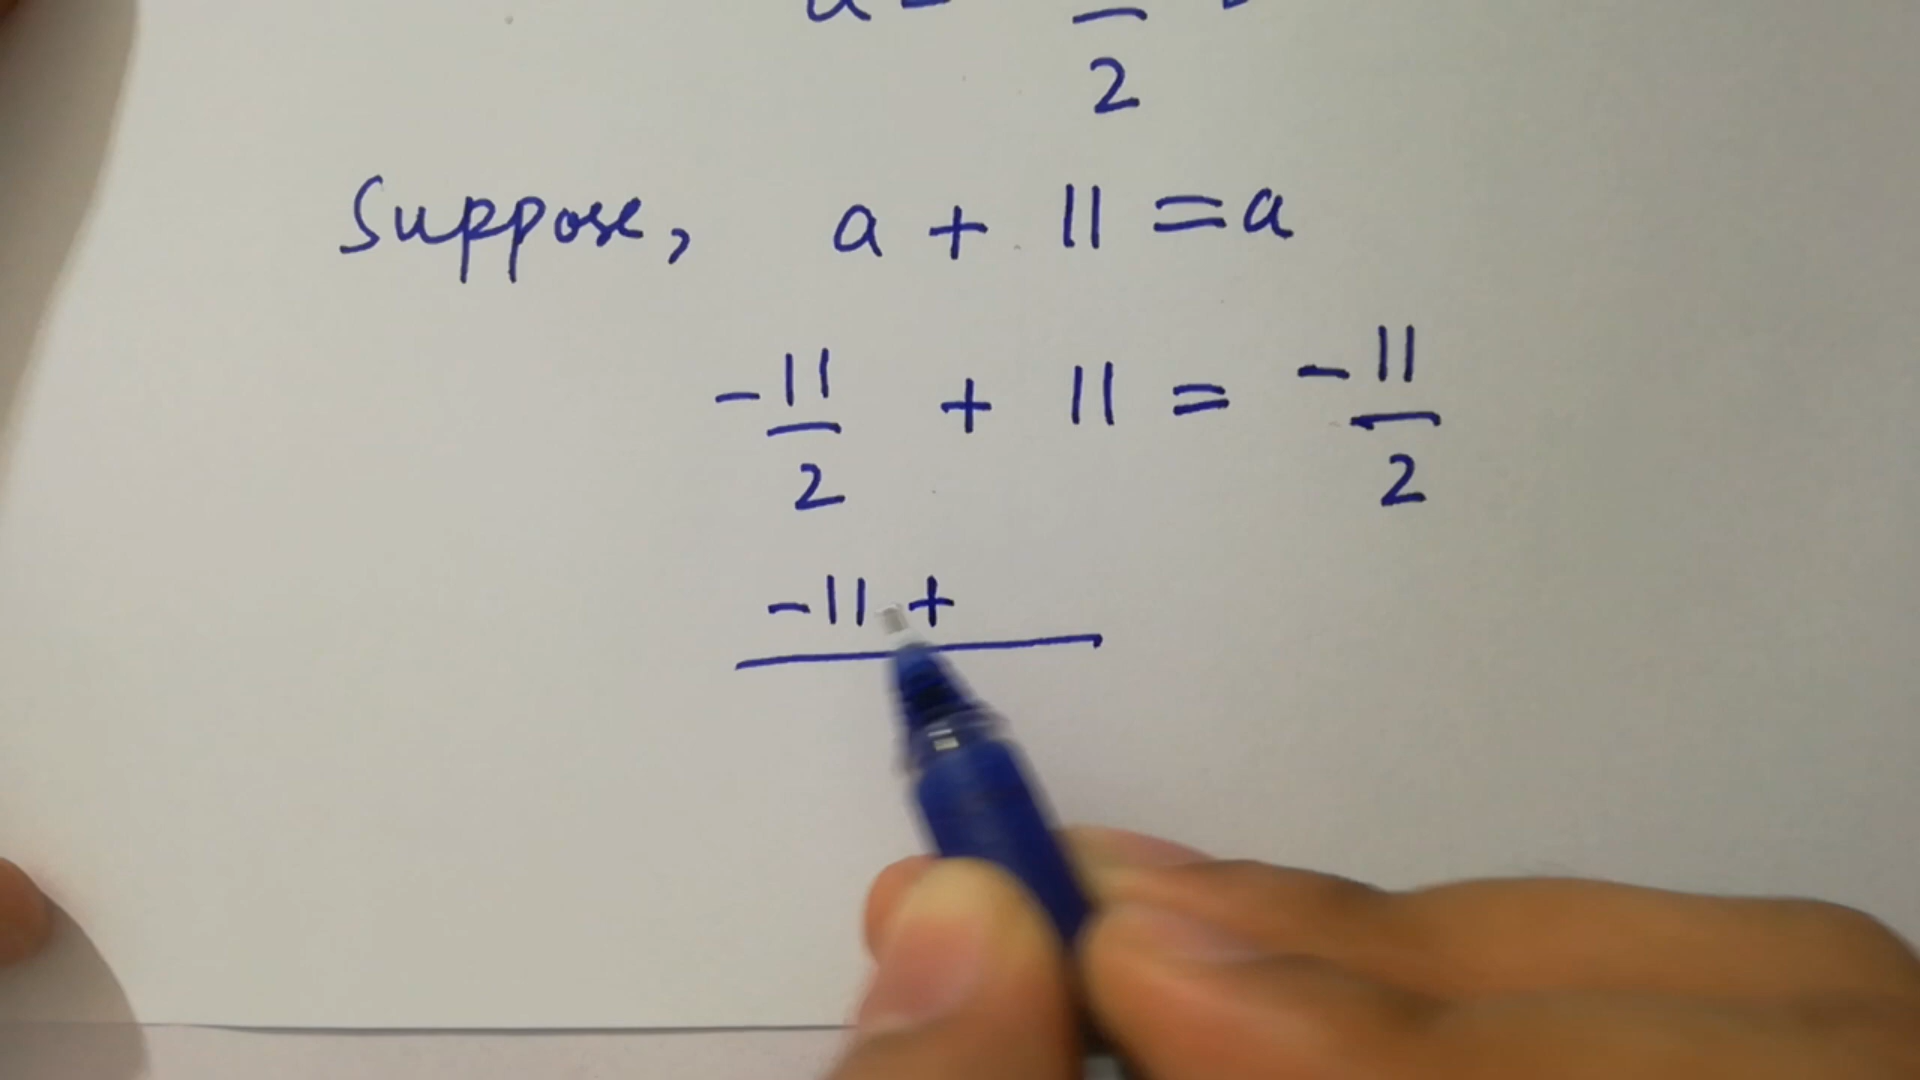 a =
2
Suppose, a + 11 = a
-11/2 + 11 = -11/2
-11 +